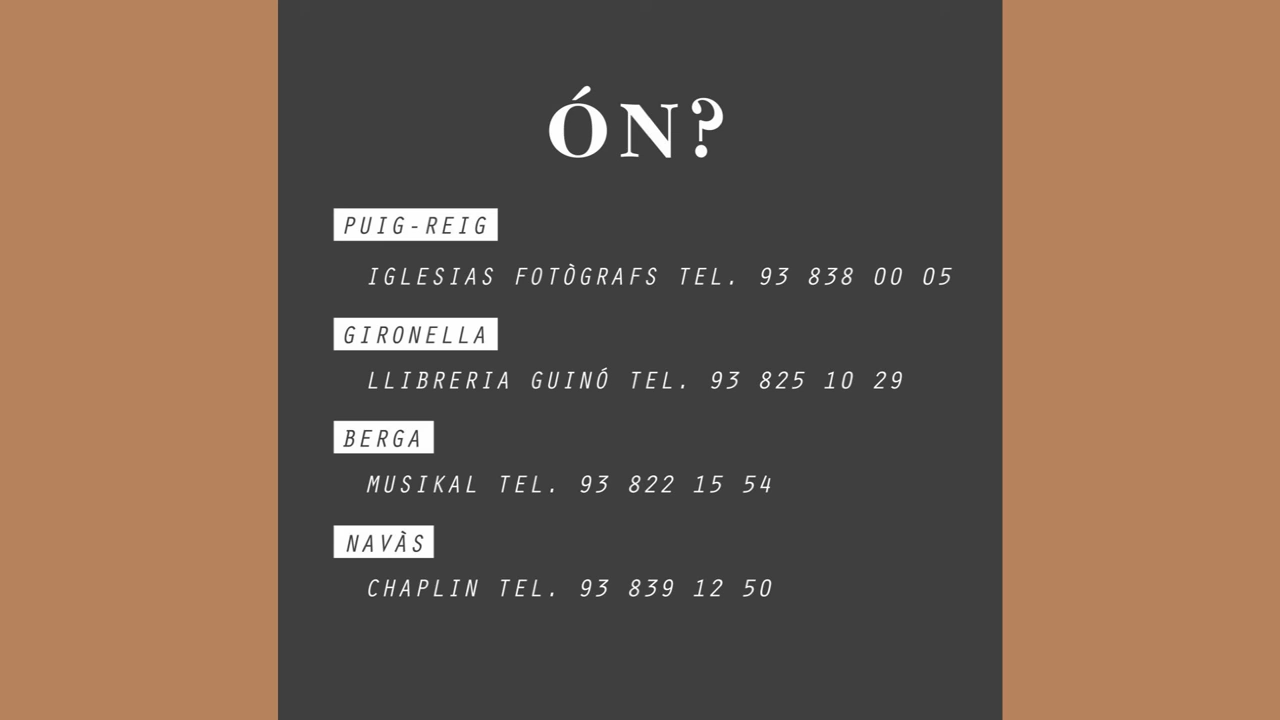 ÓN?
PUIG-REIG
IGLESIAS FOTÒGRAFS TEL. 93 838 00 05
GIRONELLA
LLIBRERIA GUINÓ TEL. 93 825 10 29
BERGA
MUSIKAL TEL. 93 822 15 54
NAVÀS
CHAPLIN TEL. 93 839 12 50